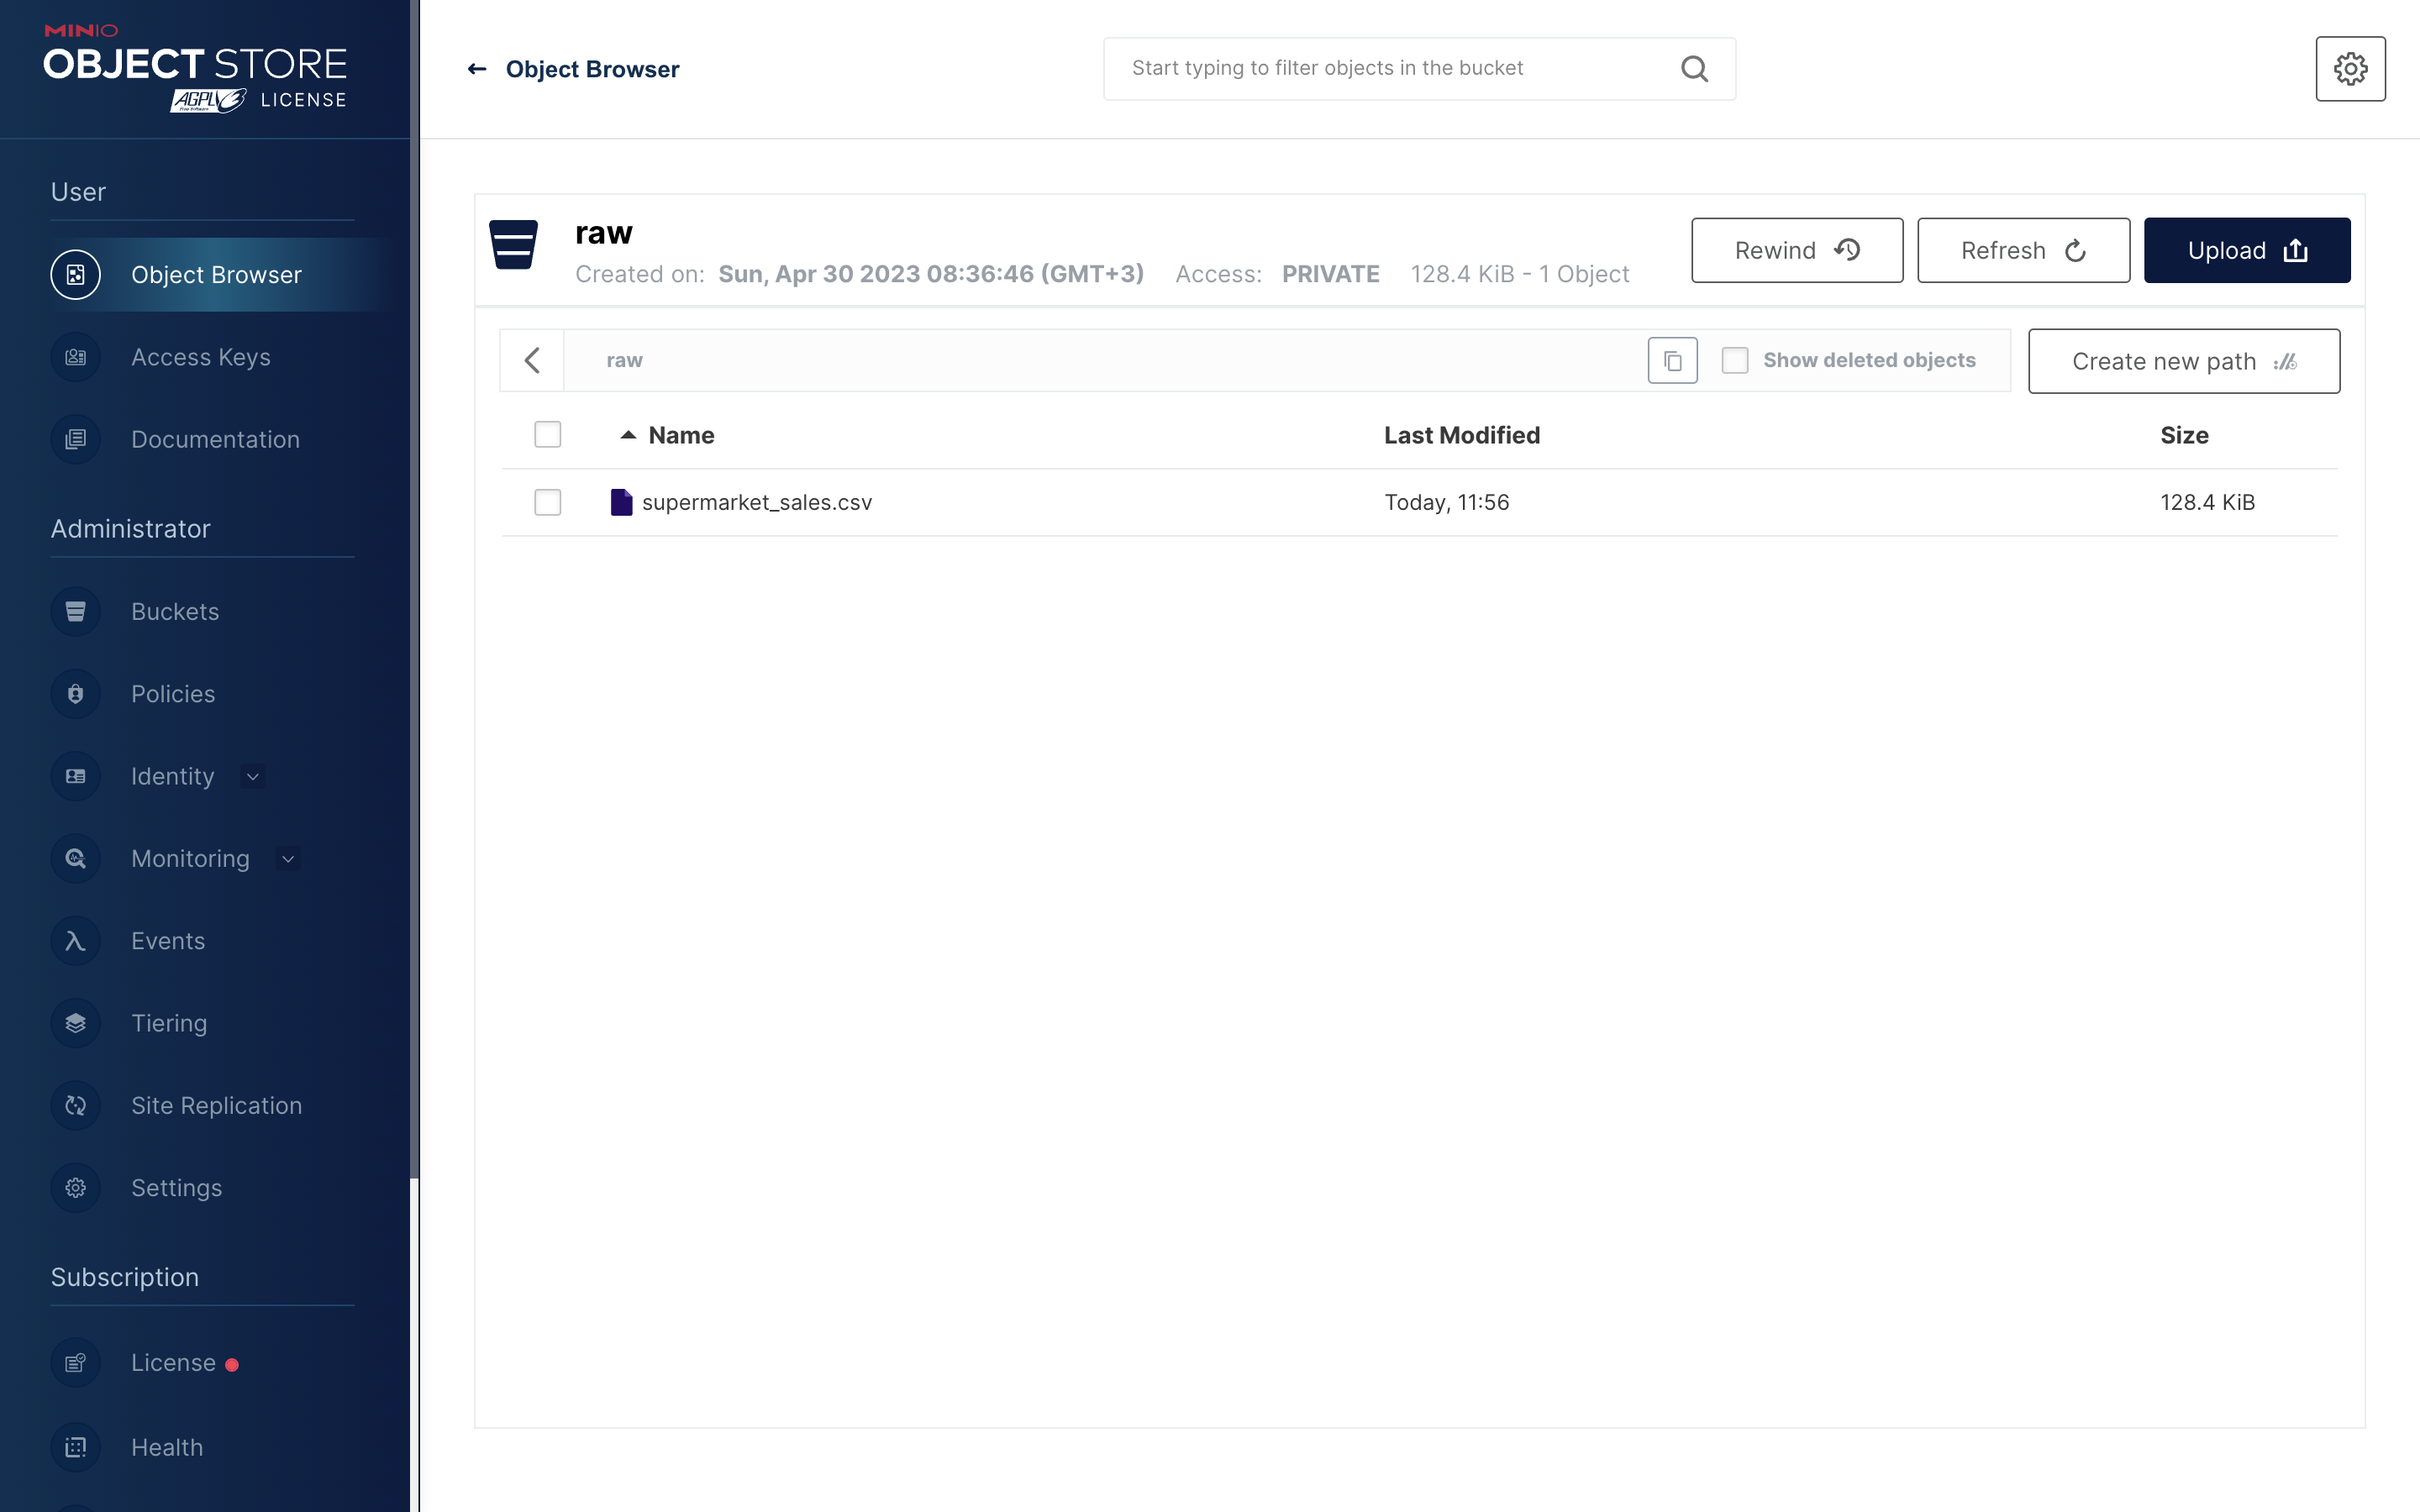 MINIO
OBJECT STORE
AGPL v3 LICENSE
User
Object Browser
Access Keys
Documentation
Administrator
Buckets
Policies
Identity
Monitoring
Events
Tiering
Site Replication
Settings
Subscription
License
Health
Object Browser
Start typing to filter objects in the bucket
raw
Created on: Sun, Apr 30 2023 08:36:46 (GMT+3) Access: PRIVATE 128.4 KiB - 1 Object
Rewind
Refresh
Upload
raw
Show deleted objects
Create new path
Name Last Modified Size
supermarket_sales.csv Today, 11:56 128.4 KiB